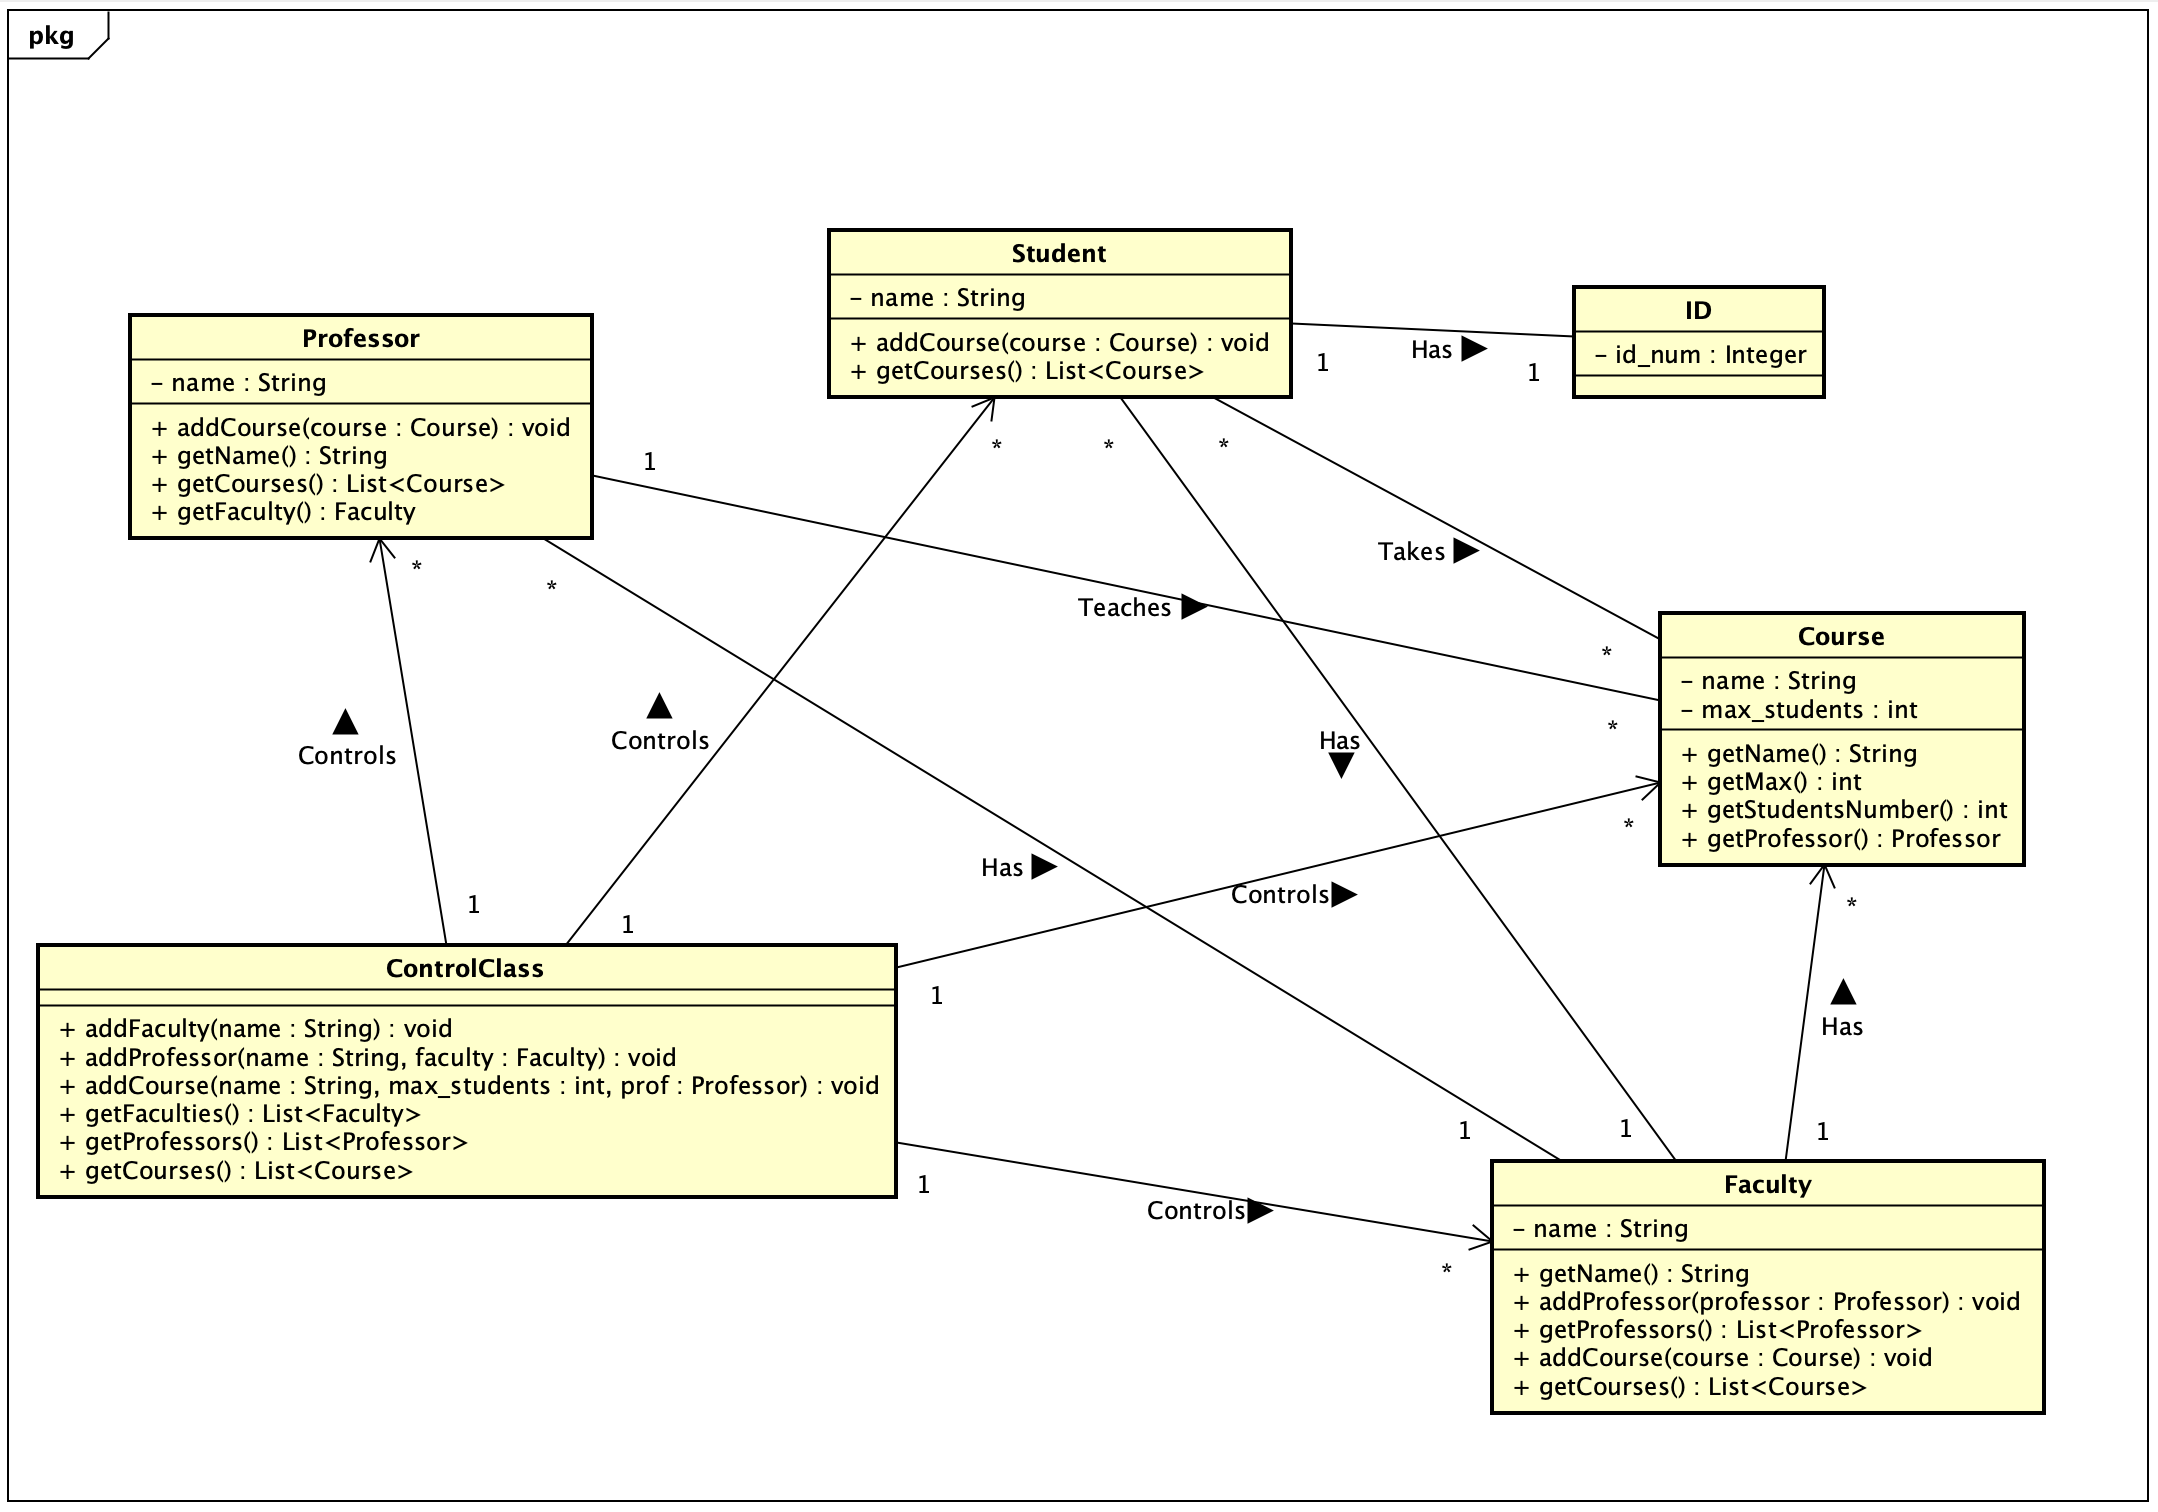 pkg
Student
– name : String
+ addCourse(course : Course) : void
+ getCourses() : List<Course>
ID
– id_num : Integer
1
Has
1
Professor
– name : String
+ addCourse(course : Course) : void
+ getName() : String
+ getCourses() : List<Course>
+ getFaculty() : Faculty
*
*
*
1
*
*
Takes
Teaches
*
*
Course
– name : String
– max_students : int
+ getName() : String
+ getMax() : int
+ getStudentsNumber() : int
+ getProfessor() : Professor
Controls
Controls
Has
*
Has
Controls
1
1
*
ControlClass
+ addFaculty(name : String) : void
+ addProfessor(name : String, faculty : Faculty) : void
+ addCourse(name : String, max_students : int, prof : Professor) : void
+ getFaculties() : List<Faculty>
+ getProfessors() : List<Professor>
+ getCourses() : List<Course>
1
Has
1
1
1
1
Controls
*
Faculty
– name : String
+ getName() : String
+ addProfessor(professor : Professor) : void
+ getProfessors() : List<Professor>
+ addCourse(course : Course) : void
+ getCourses() : List<Course>